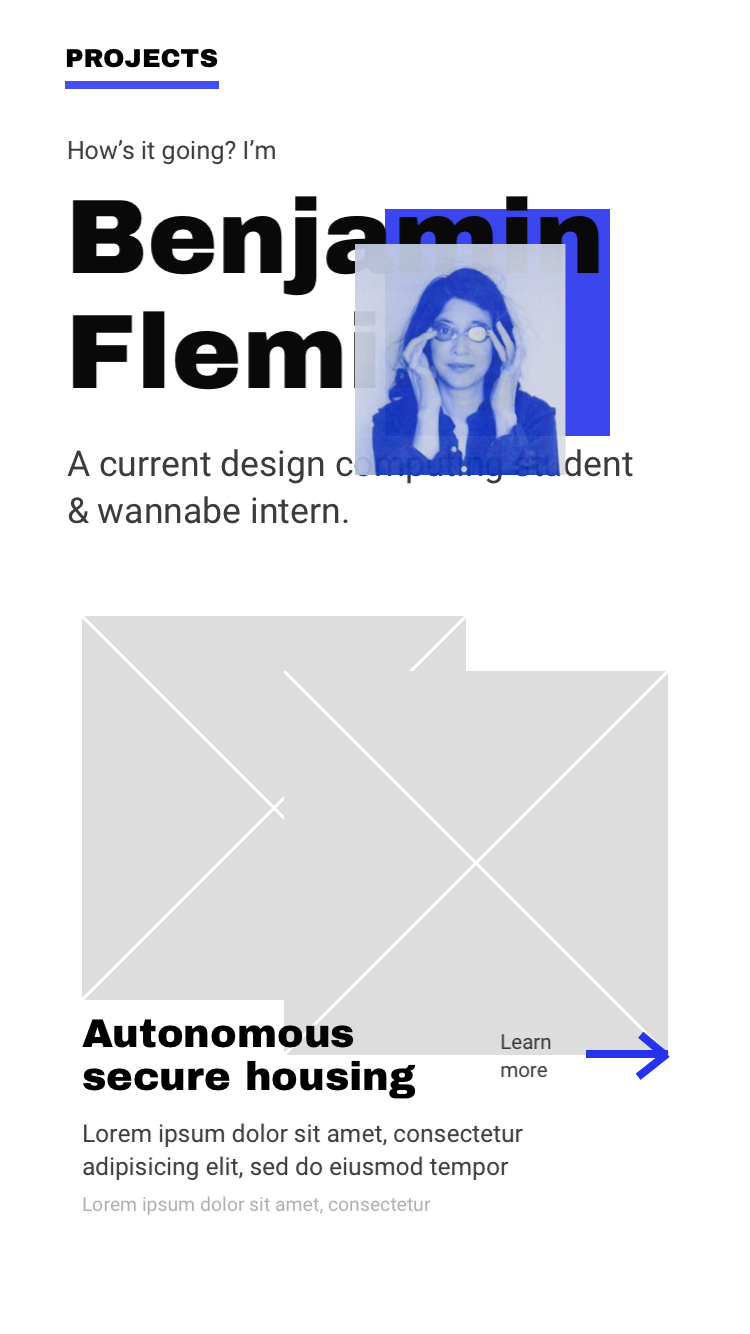 PROJECTS
How’s it going? I’m
Benjamin
Flemi
A current design computing student
& wannabe intern.
Autonomous
secure housing
Learn
more
Lorem ipsum dolor sit amet, consectetur
adipisicing elit, sed do eiusmod tempor
Lorem ipsum dolor sit amet, consectetur